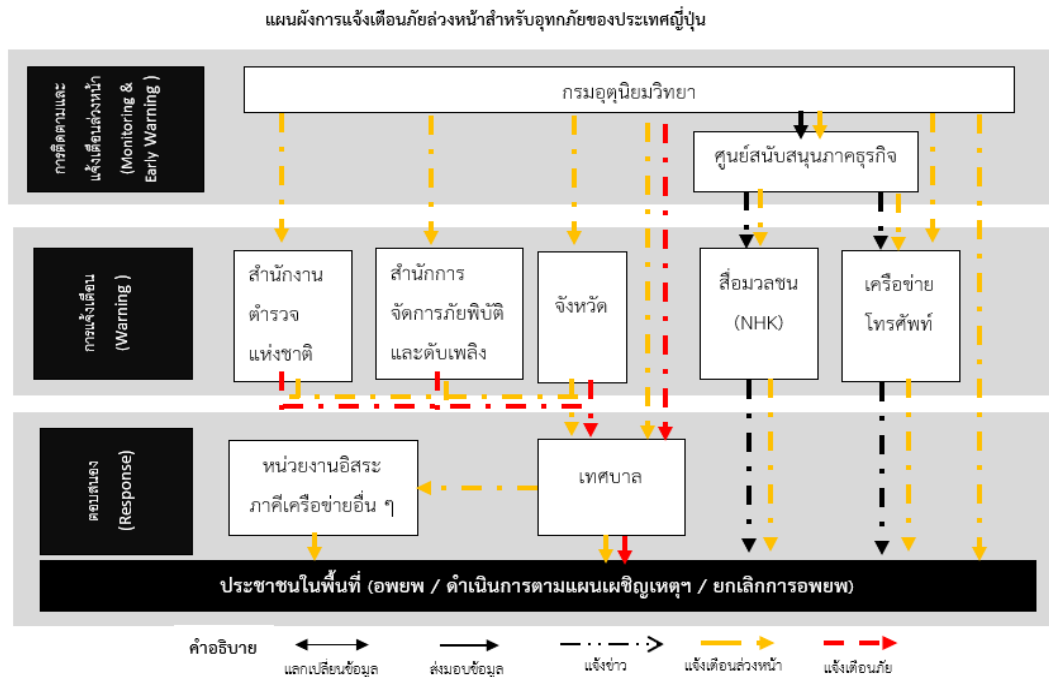 แผนผังการแจ้งเตือนภัยล่วงหน้าสำหรับอุทกภัยของประเทศญี่ปุ่น
การติดตามและ
แจ้งเตือนล่วงหน้า
(Monitoring &
Early Warning )
กรมอุตุนิยมวิทยา
ศูนย์สนับสนุนภาคธุรกิจ
การแจ้งเตือน
(Warning )
สำนักงาน
ตำรวจ
แห่งชาติ
สำนักการ
จัดการภัยพิบัติ
และดับเพลิง
จังหวัด
สื่อมวลชน
(NHK)
เครือข่าย
โทรศัพท์
ตอบสนอง
(Response)
หน่วยงานอิสระ
ภาคีเครือข่ายอื่น ๆ
เทศบาล
ประชาชนในพื้นที่ (อพยพ / ดำเนินการตามแผนเผชิญเหตุฯ / ยกเลิกการอพยพ)
คำอธิบาย
แลกเปลี่ยนข้อมูล
ส่งมอบข้อมูล
แจ้งข่าว
แจ้งเตือนล่วงหน้า
แจ้งเตือนภัย